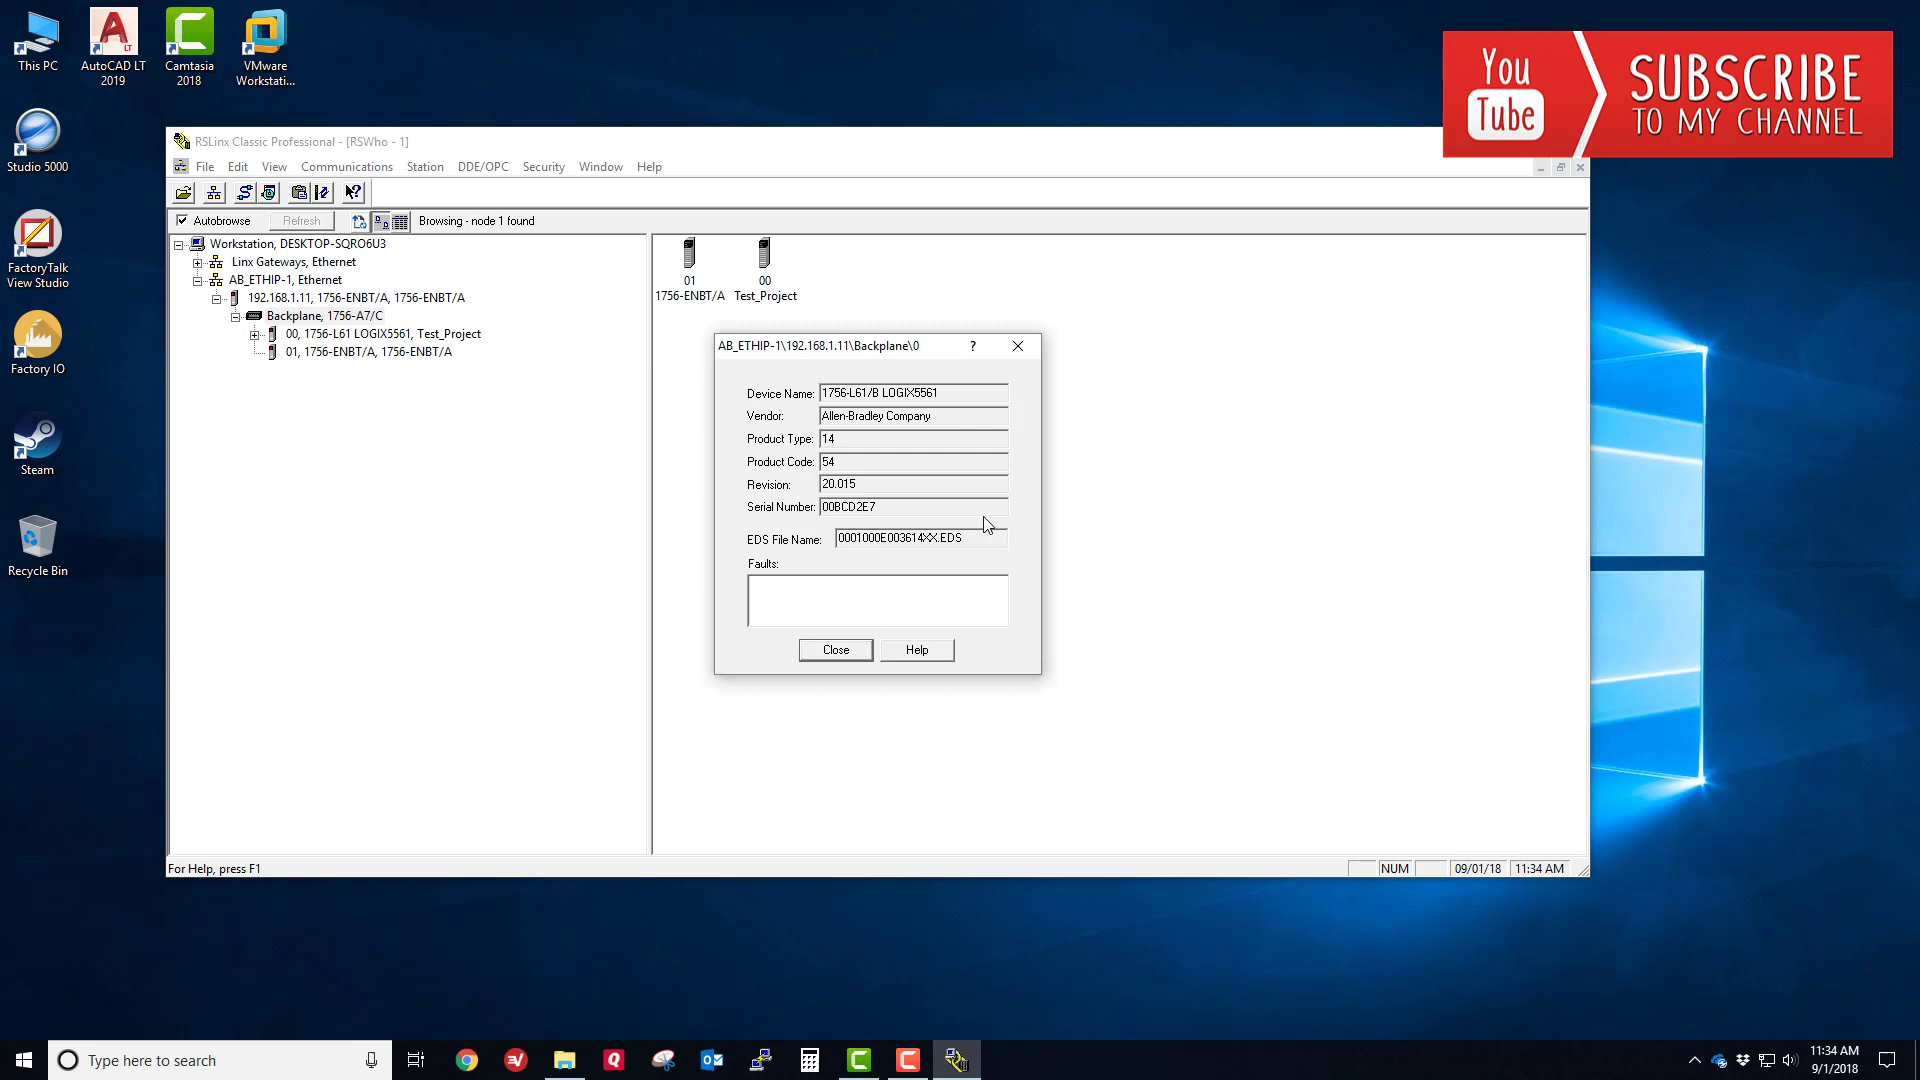 This PC
AutoCAD LT
2019
Camtasia
2018
VMware
Workstati...
Studio 5000
FactoryTalk
View Studio
Factory IO
Steam
Recycle Bin
You
Tube
SUBSCRIBE
TO MY CHANNEL
RSLinx Classic Professional - [RSWho - 1]
File Edit View Communications Station DDE/OPC Security Window Help
Autobrowse Refresh Browsing - node 1 found
Workstation, DESKTOP-SQRO6U3
Linx Gateways, Ethernet
AB_ETHIP-1, Ethernet
192.168.1.11, 1756-ENBT/A, 1756-ENBT/A
Backplane, 1756-A7/C
00, 1756-L61 LOGIX5561, Test_Project
01, 1756-ENBT/A, 1756-ENBT/A
01 00
1756-ENBT/A Test_Project
AB_ETHIP-1\192.168.1.11\Backplane\0
Device Name: 1756-L61/B LOGIX5561
Vendor: Allen-Bradley Company
Product Type: 14
Product Code: 54
Revision: 20.015
Serial Number: 00BCD2E7
EDS File Name: 0001000E003614XX.EDS
Faults:
Close Help
For Help, press F1
NUM 09/01/18 11:34 AM
Type here to search
11:34 AM
9/1/2018